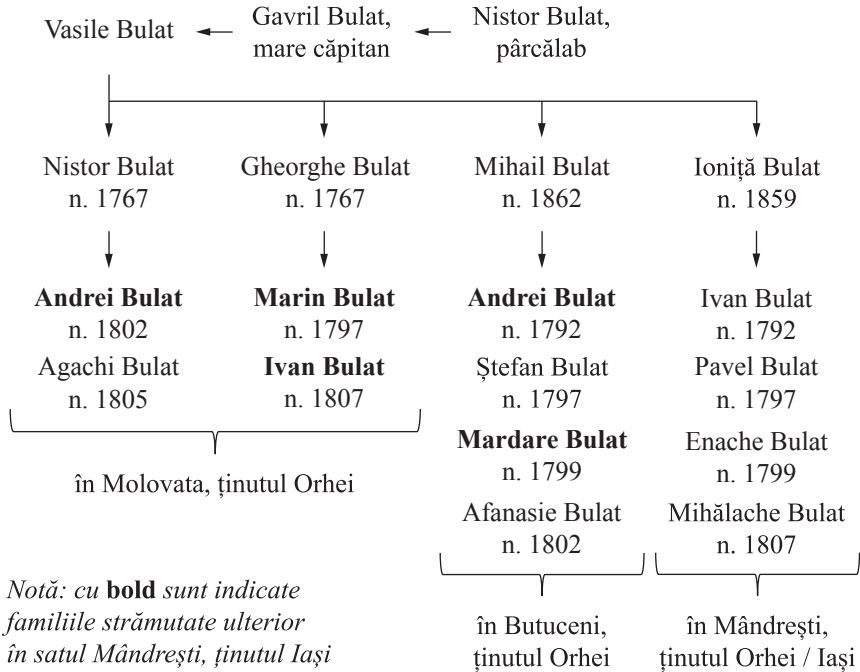 Vasile Bulat
Gavril Bulat,
mare căpitan
Nistor Bulat,
pârcălab
Nistor Bulat
n. 1767
Gheorghe Bulat
n. 1767
Mihail Bulat
n. 1862
Ioniță Bulat
n. 1859
Andrei Bulat
n. 1802
Agachi Bulat
n. 1805
Marin Bulat
n. 1797
Ivan Bulat
n. 1807
în Molovata, ținutul Orhei
Andrei Bulat
n. 1792
Ștefan Bulat
n. 1797
Mardare Bulat
n. 1799
Afanasie Bulat
n. 1802
în Butuceni,
ținutul Orhei
Ivan Bulat
n. 1792
Pavel Bulat
n. 1797
Enache Bulat
n. 1799
Mihălache Bulat
n. 1807
în Mândrești,
ținutul Orhei / Iași
Notă: cu bold sunt indicate
familiile strămutate ulterior
în satul Mândrești, ținutul Iași